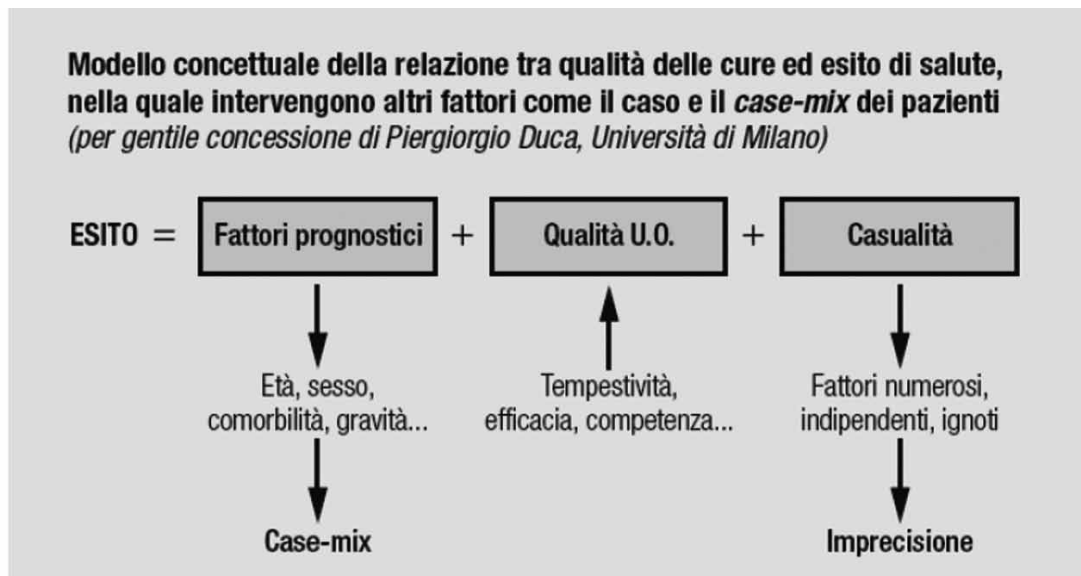 Modello concettuale della relazione tra qualità delle cure ed esito di salute,
nella quale intervengono altri fattori come il caso e il case-mix dei pazienti
(per gentile concessione di Piergiorgio Duca, Università di Milano)
ESITO = Fattori prognostici + Qualità U.O. + Casualità
Età, sesso,
comorbilità, gravità...
Tempestività,
efficacia, competenza...
Fattori numerosi,
indipendenti, ignoti
Case-mix
Imprecisione